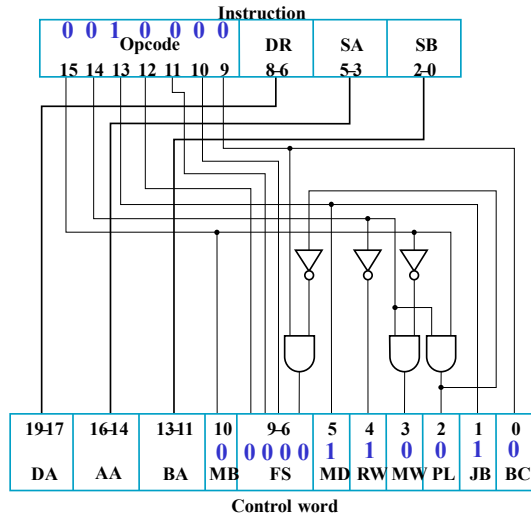 Instruction
0 0 1 0 0 0 0
Opcode DR SA SB
15 14 13 12 11 10 9 8-6 5-3 2-0
19-17 16-14 13-11 10 9-6 5 4 3 2 1 0
0 0 0 0 0 1 1 0 0 1 0
DA AA BA MB FS MD RW MW PL JB BC
Control word